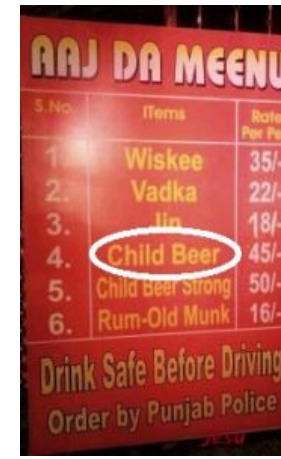 AAJ DA MEENU
S.No. ITems Rate
Per Pe
1. Wiskee 35/-
2. Vadka 22/-
3. Jin 18/-
4. Child Beer 45/-
5. Child Beer Strong 50/-
6. Rum-Old Munk 16/-
Drink Safe Before Driving
Order by Punjab Police
Jesu